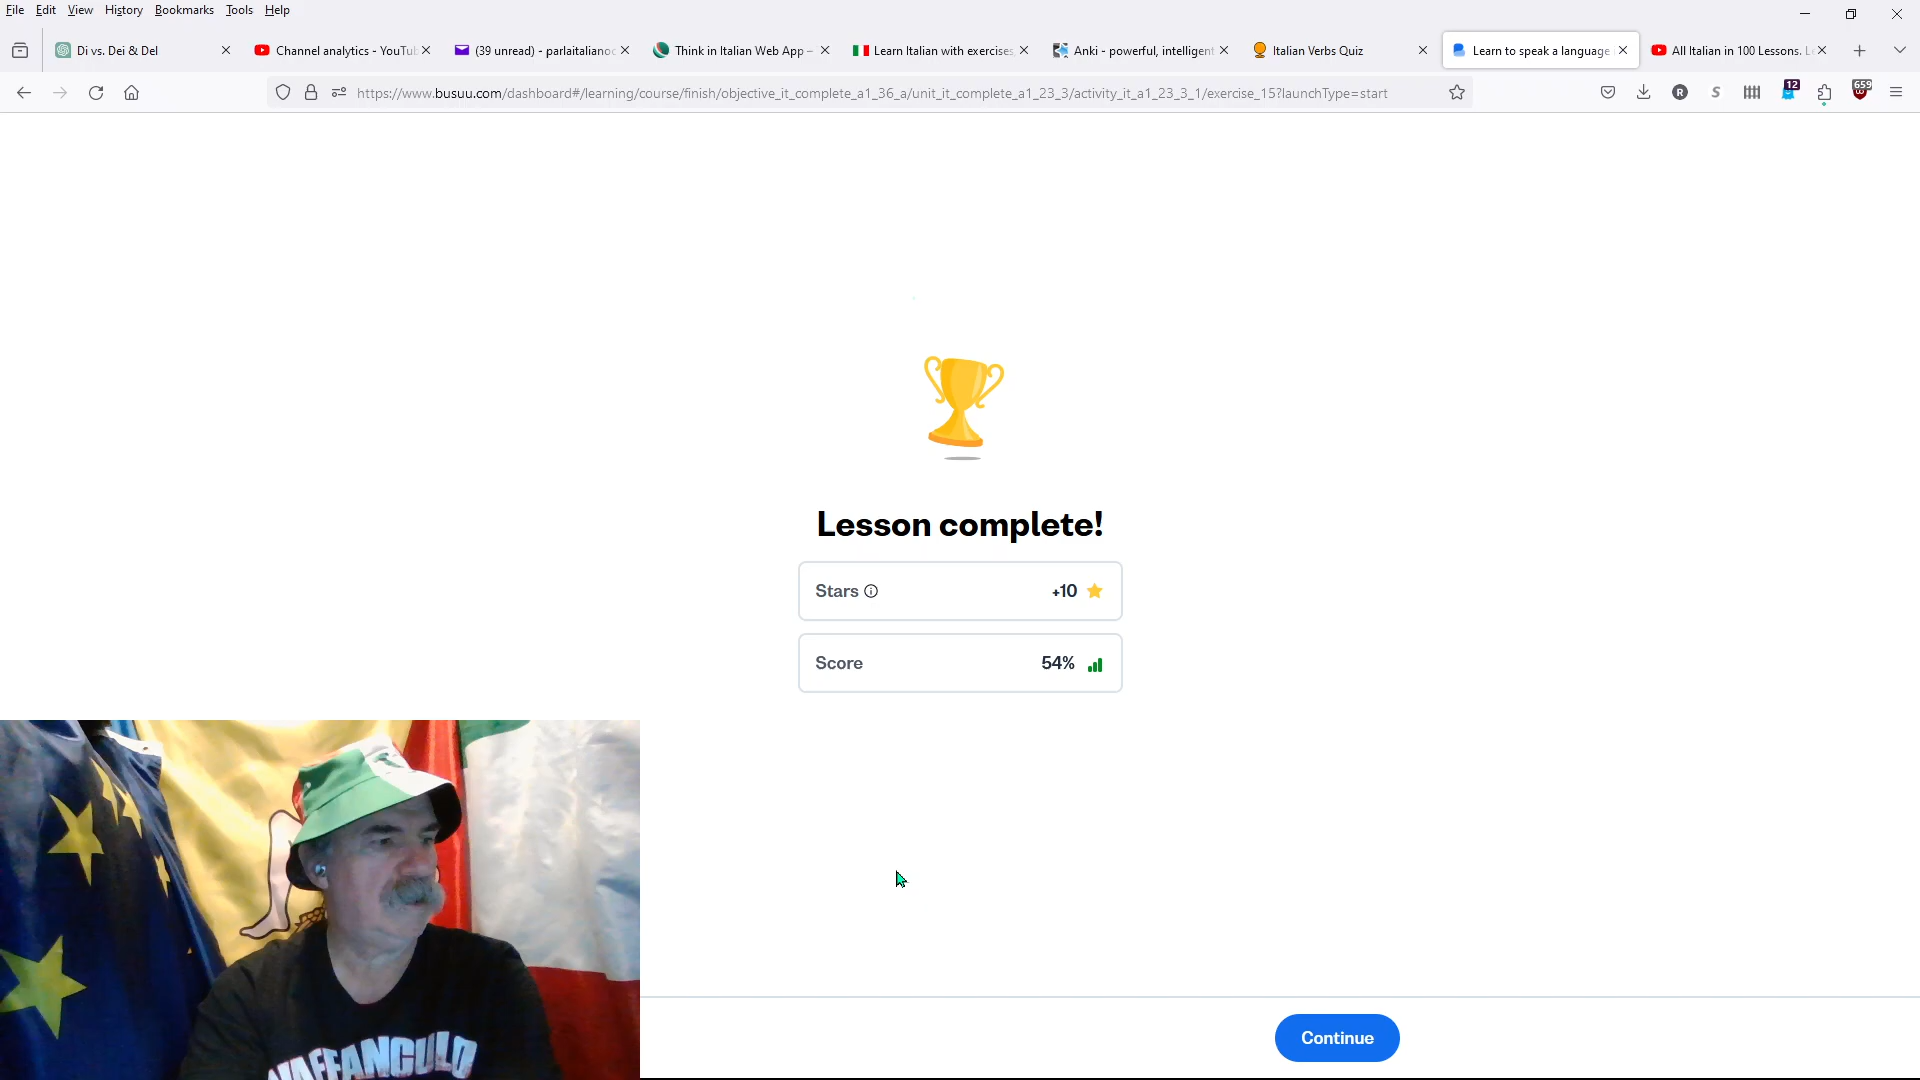 File Edit View History Bookmarks Tools Help
Di vs. Dei & Del
Channel analytics - YouTu
(39 unread) - parlaitaliano
Think in Italian Web App –
Learn Italian with exercises,
Anki - powerful, intelligent
Italian Verbs Quiz
Learn to speak a language
All Italian in 100 Lessons. L
https://www.busuu.com/dashboard#/learning/course/finish/objective_it_complete_a1_36_a/unit_it_complete_a1_23_3/activity_it_a1_23_3_1/exercise_15?launchType=start
R
S
12
659
Lesson complete!
Stars +10
Score 54%
VAFFANCULO
Continue